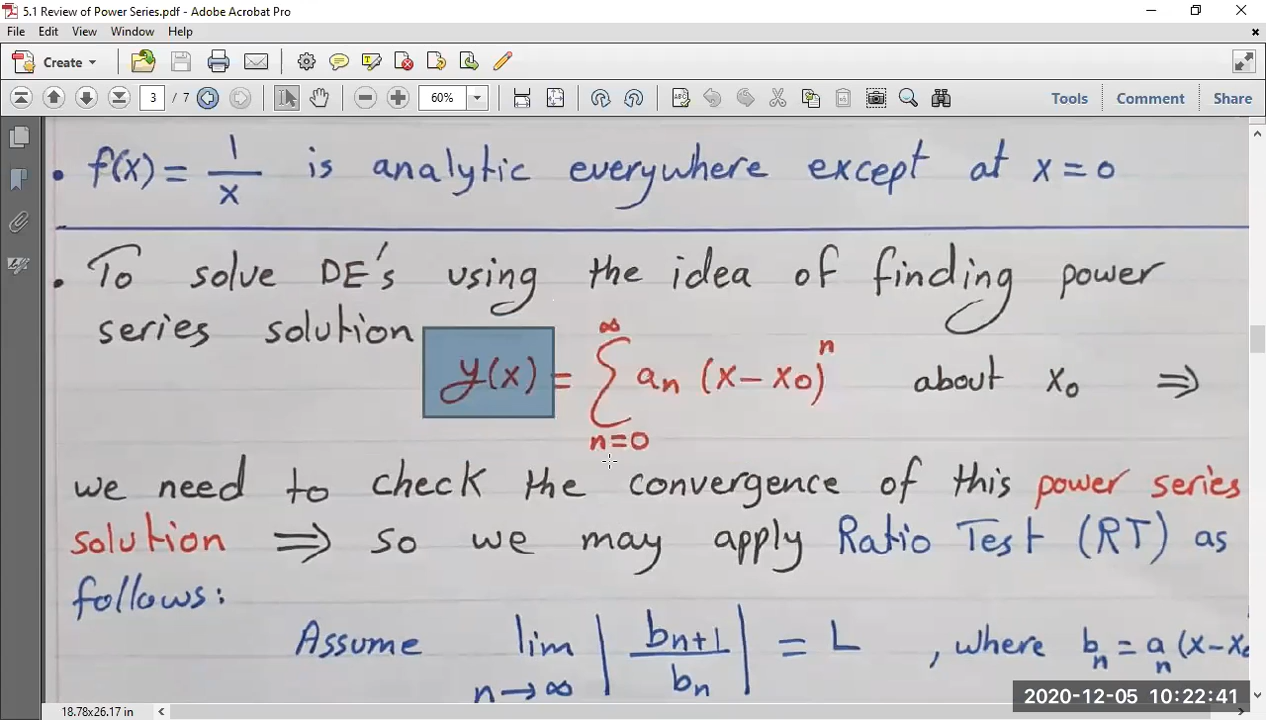 5.1 Review of Power Series.pdf - Adobe Acrobat Pro
File Edit View Window Help
Create
3 / 7 60% Tools Comment Share
• f(x) = 1/x is analytic everywhere except at x = 0
• To solve DE's using the idea of finding power
series solution y(x) = ∑_{n=0}^{∞} a_n (x - x_0)^n about x_0 ⇒
we need to check the convergence of this power series
solution ⇒ so we may apply Ratio Test (RT) as
follows:
Assume lim_{n→∞} | b_{n+1} / b_n | = L , where b_n = a_n (x - x_0
2020-12-05 10:22:41
18.78x26.17 in